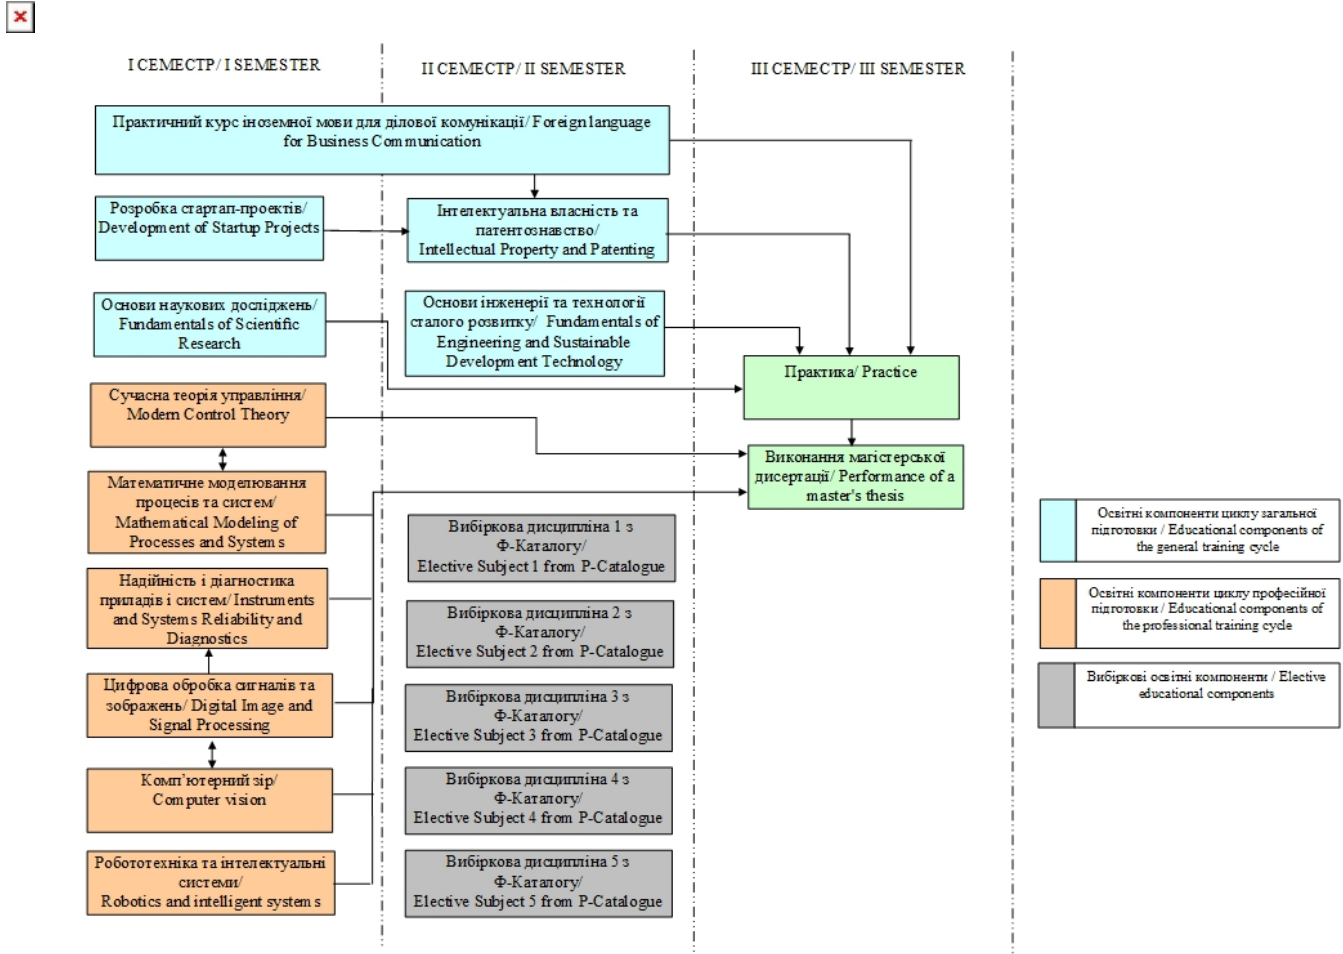 І СЕМЕСТР/ I SEMESTER
ІІ СЕМЕСТР/ II SEMESTER
ІІІ СЕМЕСТР/ III SEMESTER
Практичний курс іноземної мови для ділової комунікації/ Foreign language
for Business Communication
Розробка стартап-проектів/
Development of Startup Projects
Інтелектуальна власність та
патентознавство/
Intellectual Property and Patenting
Основи наукових досліджень/
Fundamentals of Scientific
Research
Основи інженерії та технології
сталого розвитку/ Fundamentals of
Engineering and Sustainable
Development Technology
Практика/ Practice
Сучасна теорія управління/
Modern Control Theory
Виконання магістерської
дисертації/ Performance of a
master's thesis
Математичне моделювання
процесів та систем/
Mathematical Modeling of
Processes and Systems
Надійність і діагностика
приладів і систем/ Instruments
and Systems Reliability and
Diagnostics
Цифрова обробка сигналів та
зображень/ Digital Image and
Signal Processing
Комп’ютерний зір/
Computer vision
Робототехніка та інтелектуальні
системи/
Robotics and intelligent systems
Вибіркова дисципліна 1 з
Ф-Каталогу/
Elective Subject 1 from P-Catalogue
Вибіркова дисципліна 2 з
Ф-Каталогу/
Elective Subject 2 from P-Catalogue
Вибіркова дисципліна 3 з
Ф-Каталогу/
Elective Subject 3 from P-Catalogue
Вибіркова дисципліна 4 з
Ф-Каталогу/
Elective Subject 4 from P-Catalogue
Вибіркова дисципліна 5 з
Ф-Каталогу/
Elective Subject 5 from P-Catalogue
Освітні компоненти циклу загальної
підготовки / Educational components of
the general training cycle
Освітні компоненти циклу професійної
підготовки / Educational components of
the professional training cycle
Вибіркові освітні компоненти / Elective
educational components